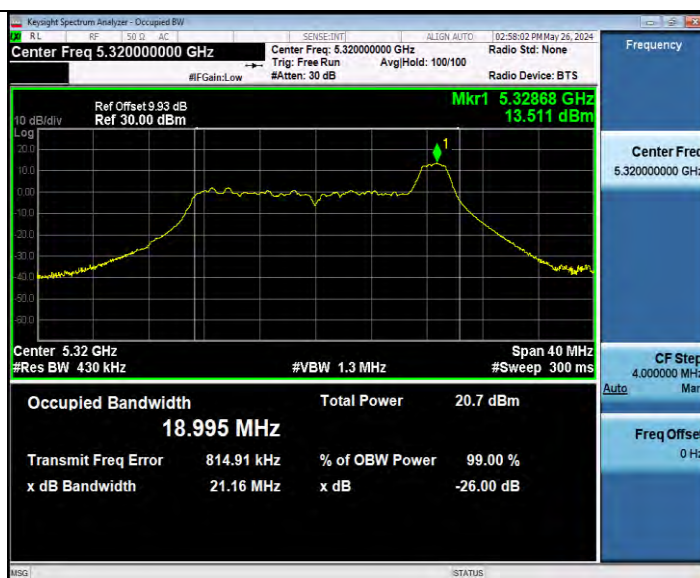 Keysight Spectrum Analyzer - Occupied BW
RL RF 50 Ω AC SENSE:INT ALIGN AUTO 02:58:02 PM May 26, 2024
Center Freq 5.320000000 GHz
Center Freq: 5.320000000 GHz Radio Std: None
Trig: Free Run Avg|Hold: 100/100
#IFGain:Low #Atten: 30 dB Radio Device: BTS
Frequency
Ref Offset 9.93 dB
10 dB/div Ref 30.00 dBm
Mkr1 5.32868 GHz
13.511 dBm
Log
20.0
10.0
0.00
-10.0
-20.0
-30.0
-40.0
-50.0
-60.0
1
Center Freq
5.320000000 GHz
Center 5.32 GHz Span 40 MHz
#Res BW 430 kHz #VBW 1.3 MHz #Sweep 300 ms
CF Step
4.000000 MHz
Auto Man
Occupied Bandwidth Total Power 20.7 dBm
18.995 MHz
Transmit Freq Error 814.91 kHz % of OBW Power 99.00 %
x dB Bandwidth 21.16 MHz x dB -26.00 dB
Freq Offset
0 Hz
MSG STATUS